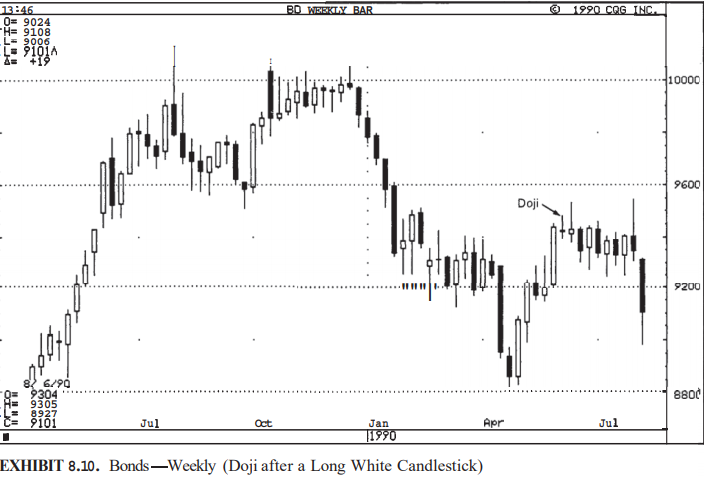 13:46 BD WEEKLY BAR © 1990 CQG INC.
O= 9024
H= 9108
L= 9006
L= 9101A
Δ= +19
10000
9600
Doji
9200
8/ 6/90
8800
O= 9304
H= 9305
L= 8927
C= 9101
Jul Oct Jan Apr Jul
1990
EXHIBIT 8.10. Bonds—Weekly (Doji after a Long White Candlestick)